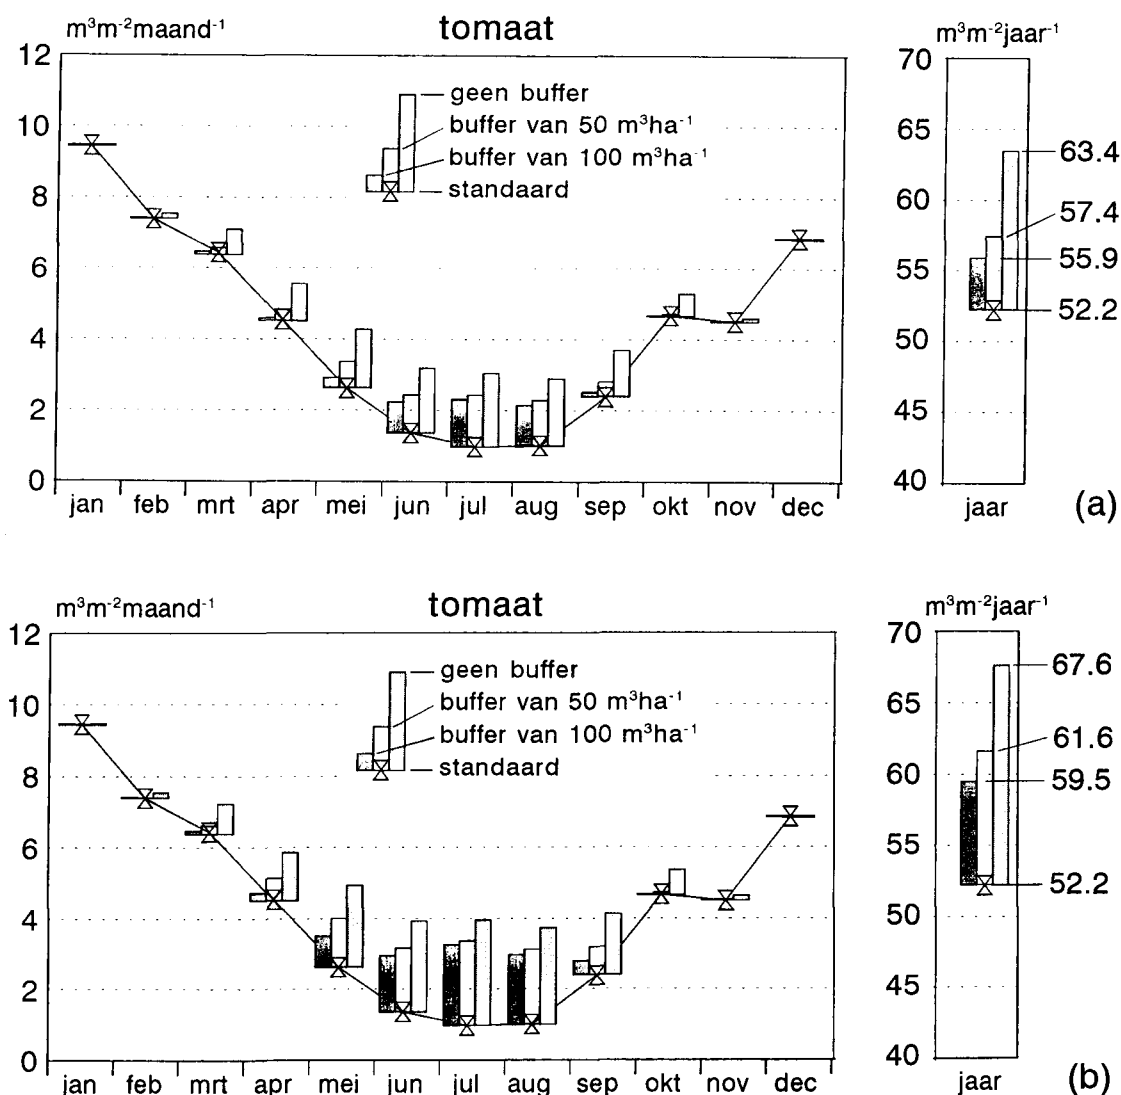 tomaat
m³m⁻²maand⁻¹
12
10
8
6
4
2
0
geen buffer
buffer van 50 m³ha⁻¹
buffer van 100 m³ha⁻¹
standaard
jan feb mrt apr mei jun jul aug sep okt nov dec
m³m⁻²jaar⁻¹
70
65
60
55
50
45
40
63.4
57.4
55.9
52.2
jaar
(a)
tomaat
m³m⁻²maand⁻¹
12
10
8
6
4
2
0
geen buffer
buffer van 50 m³ha⁻¹
buffer van 100 m³ha⁻¹
standaard
jan feb mrt apr mei jun jul aug sep okt nov dec
m³m⁻²jaar⁻¹
70
65
60
55
50
45
40
67.6
61.6
59.5
52.2
jaar
(b)